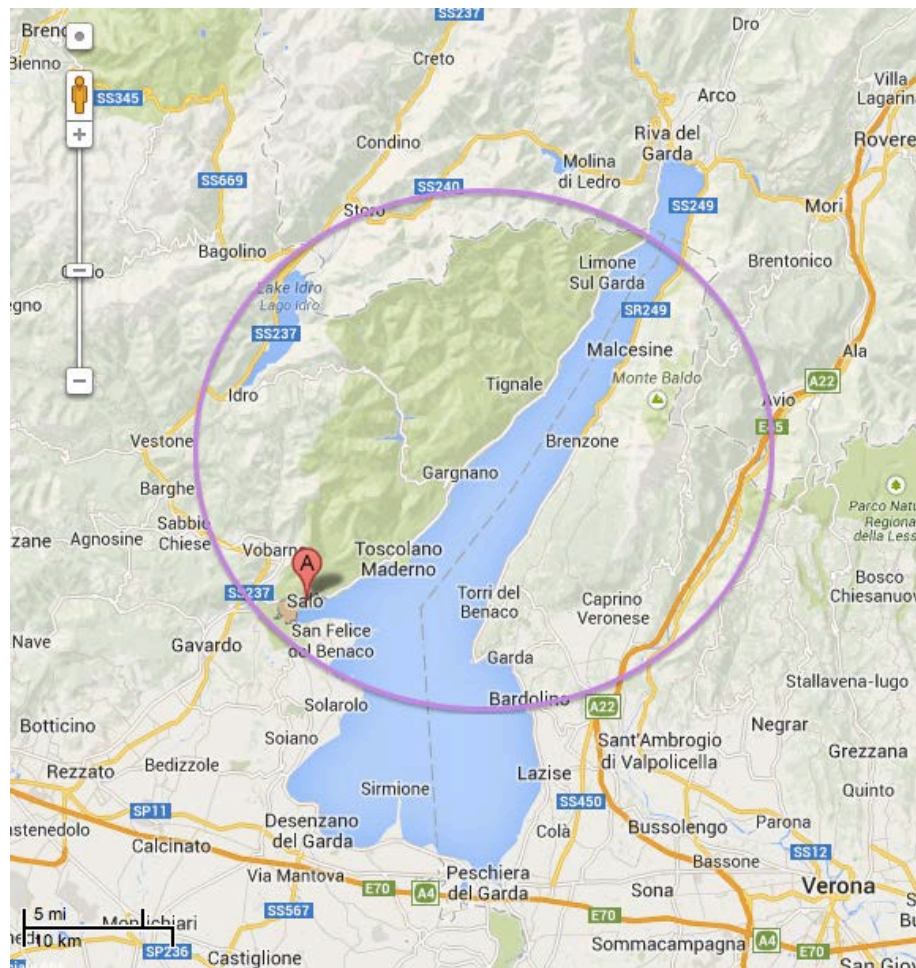 SS237
Dro
Bienno
Creto
Villa
Lagarin
SS345
Arco
Riva del
Garda
Rovere
Condino
Molina
di Ledro
SS669
SS240
SS249
Mori
Storo
Bagolino
Limone
Sul Garda
Brentonico
Lake Idro
Lago Idro
SR249
SS237
Malcesine
Ala
Monte Baldo
A22
Tignale
Idro
Avio
E45
Vestone
Brenzone
Gargnano
Barghe
Parco Natu
Regiona
della Less
Sabbio
Chiese
zane
Agnosine
Vobarno
A
Toscolano
Maderno
Bosco
Chiesanuov
SS237
Salò
Torri del
Benaco
Caprino
Veronese
Nave
Gavardo
San Felice
del Benaco
Garda
Stallavena-lugo
Solarolo
Bardolino
A22
Botticino
Negrar
Soiano
Sant'Ambrogio
di Valpolicella
Grezzana
Rezzato
Bedizzole
Lazise
Sirmione
Quinto
SP11
SS450
astenedolo
Desenzano
del Garda
Colà
Bussolengo
Parona
Calcinato
SS12
Bassone
Via Mantova
E70
A4
Peschiera
del Garda
Sona
Verona
5 mi
SS567
E70
10 km
Sommacampagna
A4
E70
SP236
Castiglione
San Giov